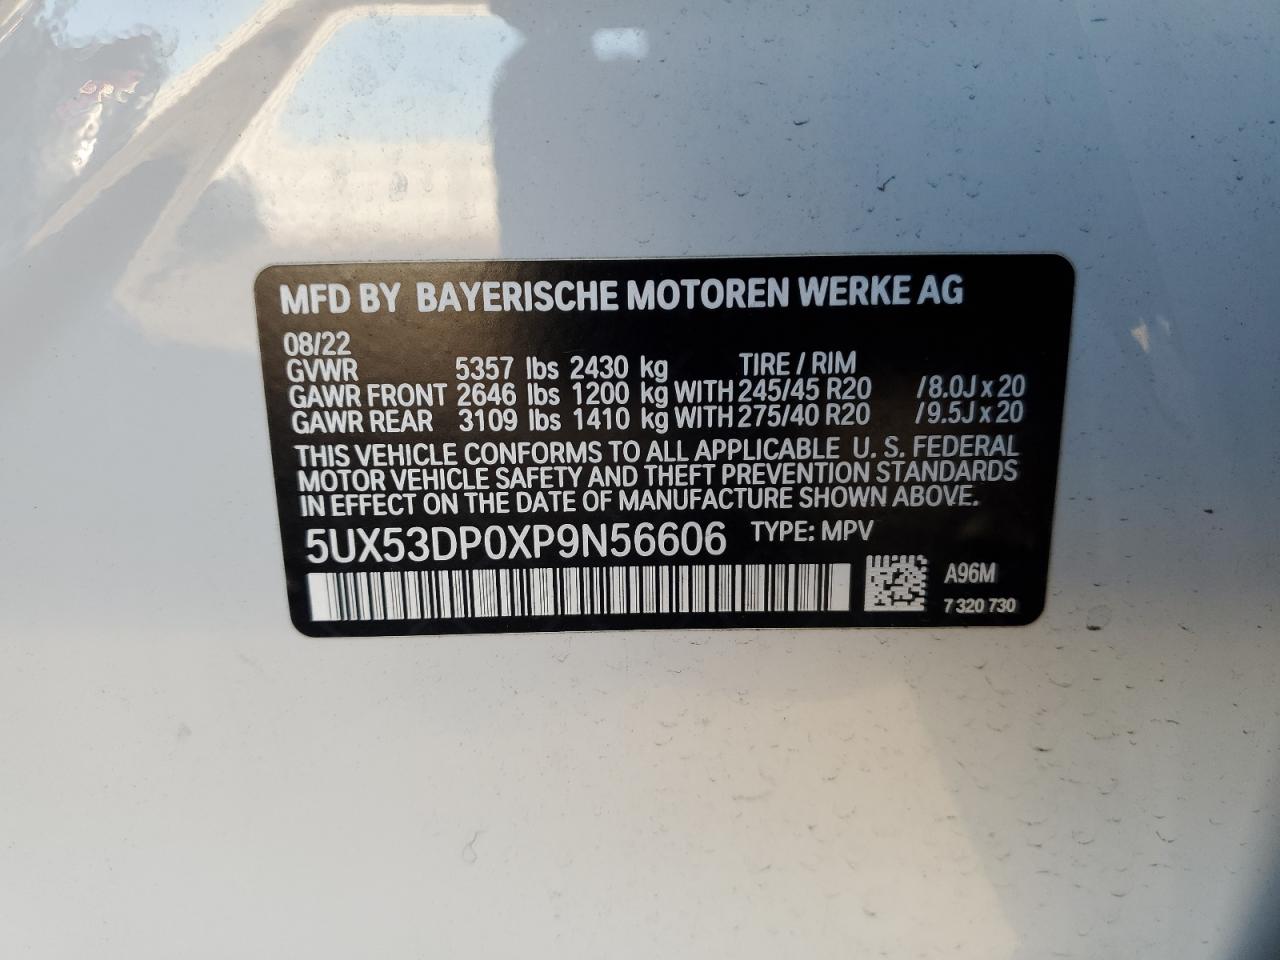 MFD BY BAYERISCHE MOTOREN WERKE AG
08/22
GVWR 5357 lbs 2430 kg TIRE / RIM
GAWR FRONT 2646 lbs 1200 kg WITH 245/45 R20 / 8.0J x 20
GAWR REAR 3109 lbs 1410 kg WITH 275/40 R20 / 9.5J x 20
THIS VEHICLE CONFORMS TO ALL APPLICABLE U. S. FEDERAL
MOTOR VEHICLE SAFETY AND THEFT PREVENTION STANDARDS
IN EFFECT ON THE DATE OF MANUFACTURE SHOWN ABOVE.
5UX53DP0XP9N56606 TYPE: MPV
A96M
7 320 730